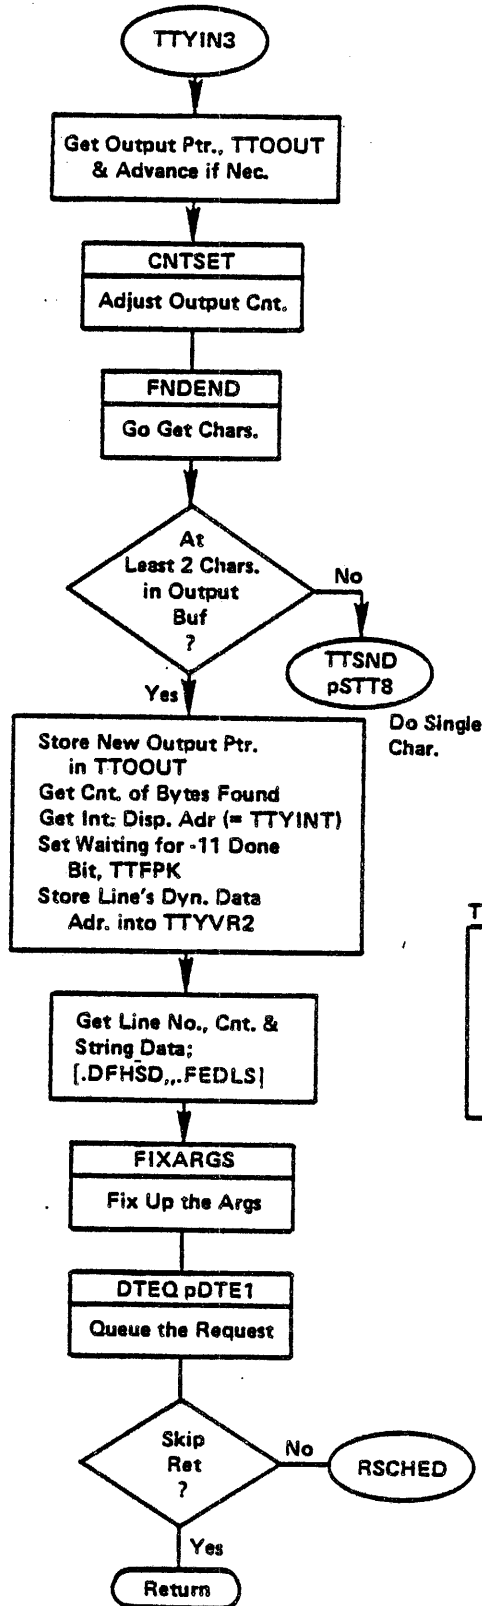 TTYIN3
Get Output Ptr., TTOOUT
& Advance if Nec.
CNTSET
Adjust Output Cnt.
FNDEND
Go Get Chars.
At
Least 2 Chars.
in Output
Buf
?
No
TTSND
pSTT8
Do Single
Char.
Yes
Store New Output Ptr.
in TTOOUT
Get Cnt. of Bytes Found
Get Int. Disp. Adr (= TTYINT)
Set Waiting for -11 Done
Bit, TTFPK
Store Line's Dyn. Data
Adr. into TTYVR2
T
Get Line No., Cnt. &
String Data;
[.DFHSD,,.FEDLS]
FIXARGS
Fix Up the Args
DTEQ pDTE1
Queue the Request
Skip
Ret
?
No
RSCHED
Yes
Return